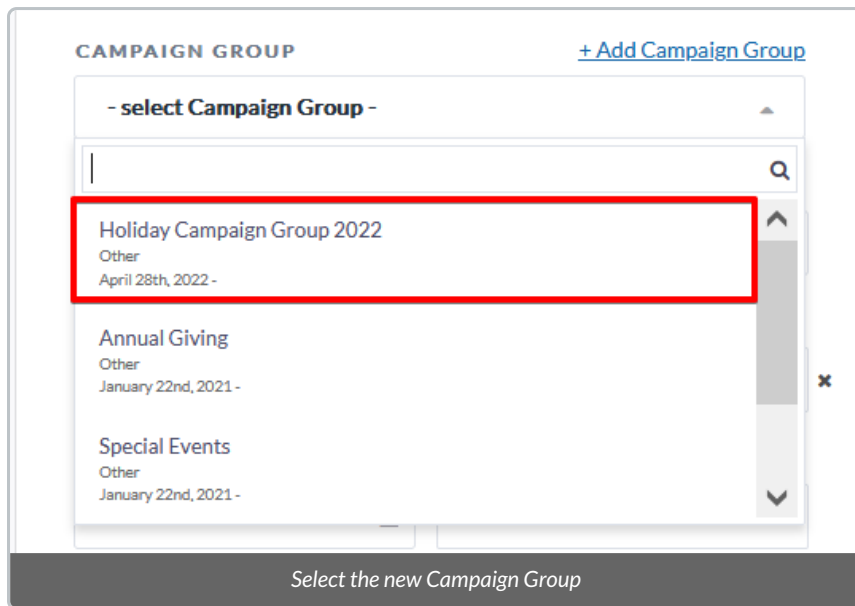 CAMPAIGN GROUP + Add Campaign Group
- select Campaign Group -
Holiday Campaign Group 2022
Other
April 28th, 2022 -
Annual Giving
Other
January 22nd, 2021 -
Special Events
Other
January 22nd, 2021 -
Select the new Campaign Group